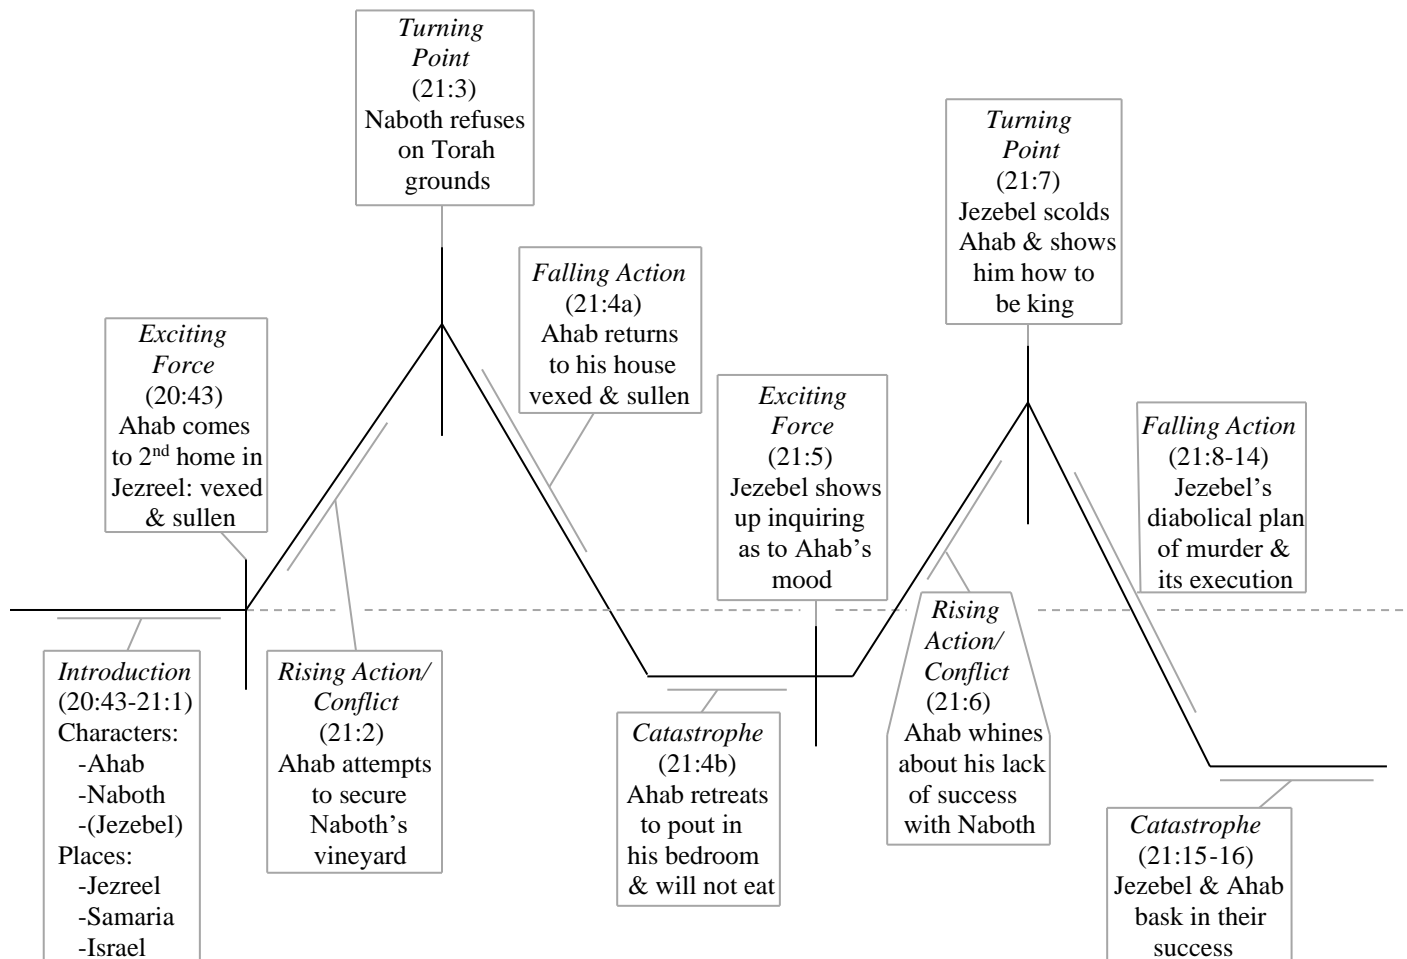 Turning
Point
(21:3)
Naboth refuses
on Torah
grounds
Turning
Point
(21:7)
Jezebel scolds
Ahab & shows
him how to
be king
Falling Action
(21:4a)
Ahab returns
to his house
vexed & sullen
Exciting
Force
(20:43)
Ahab comes
to 2nd home in
Jezreel: vexed
& sullen
Exciting
Force
(21:5)
Jezebel shows
up inquiring
as to Ahab’s
mood
Falling Action
(21:8-14)
Jezebel’s
diabolical plan
of murder &
its execution
Introduction
(20:43-21:1)
Characters:
-Ahab
-Naboth
-(Jezebel)
Places:
-Jezreel
-Samaria
-Israel
Rising Action/
Conflict
(21:2)
Ahab attempts
to secure
Naboth’s
vineyard
Catastrophe
(21:4b)
Ahab retreats
to pout in
his bedroom
& will not eat
Rising
Action/
Conflict
(21:6)
Ahab whines
about his lack
of success
with Naboth
Catastrophe
(21:15-16)
Jezebel & Ahab
bask in their
success